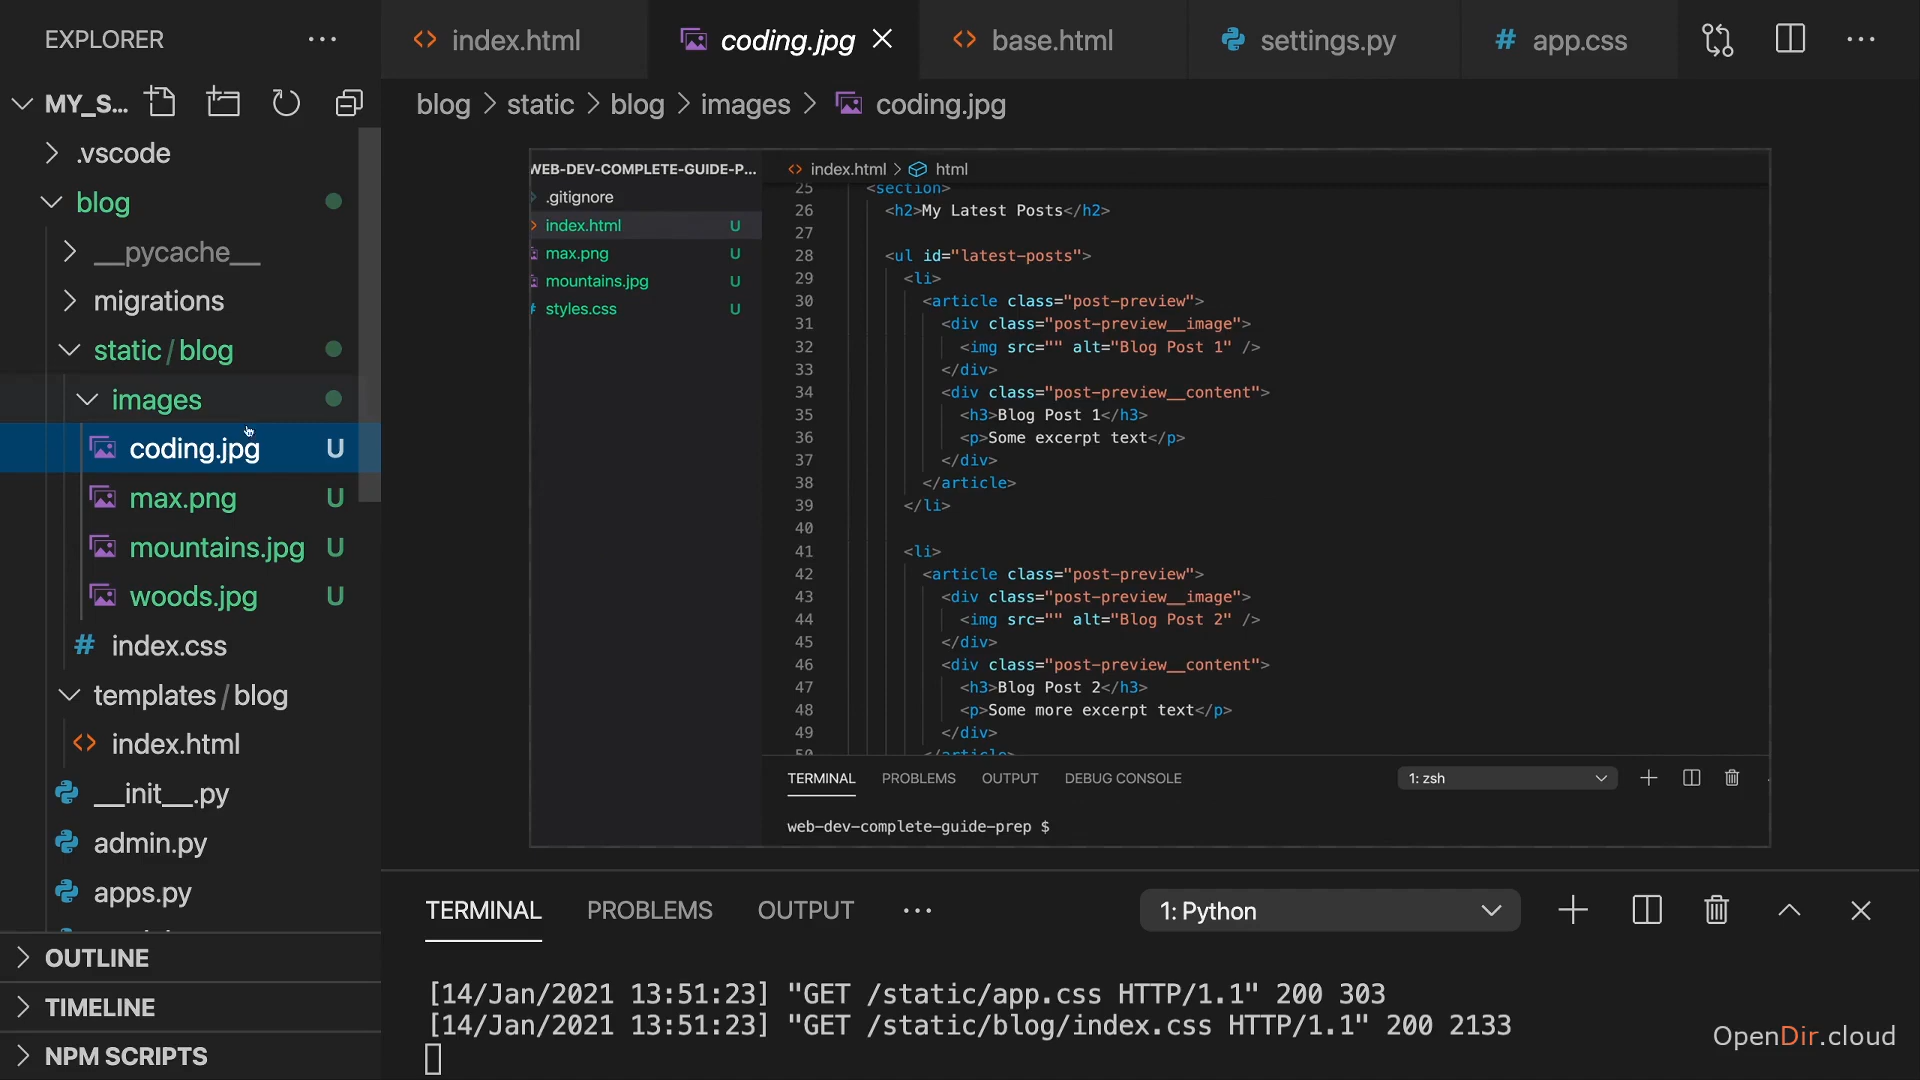 EXPLORER
index.html
coding.jpg
base.html
settings.py
# app.css
MY_S...
blog > static > blog > images > coding.jpg
.vscode
blog
__pycache__
migrations
static / blog
images
coding.jpg U
max.png U
mountains.jpg U
woods.jpg U
# index.css
templates / blog
index.html
__init__.py
admin.py
apps.py
OUTLINE
TIMELINE
NPM SCRIPTS
WEB-DEV-COMPLETE-GUIDE-P...
.gitignore
index.html U
max.png U
mountains.jpg U
styles.css U
index.html > html
25 <section>
26 <h2>My Latest Posts</h2>
27
28 <ul id="latest-posts">
29 <li>
30 <article class="post-preview">
31 <div class="post-preview__image">
32 <img src="" alt="Blog Post 1" />
33 </div>
34 <div class="post-preview__content">
35 <h3>Blog Post 1</h3>
36 <p>Some excerpt text</p>
37 </div>
38 </article>
39 </li>
40
41 <li>
42 <article class="post-preview">
43 <div class="post-preview__image">
44 <img src="" alt="Blog Post 2" />
45 </div>
46 <div class="post-preview__content">
47 <h3>Blog Post 2</h3>
48 <p>Some more excerpt text</p>
49 </div>
50 </article>
TERMINAL PROBLEMS OUTPUT DEBUG CONSOLE 1: zsh
web-dev-complete-guide-prep $
TERMINAL PROBLEMS OUTPUT ... 1: Python
[14/Jan/2021 13:51:23] "GET /static/app.css HTTP/1.1" 200 303
[14/Jan/2021 13:51:23] "GET /static/blog/index.css HTTP/1.1" 200 2133
OpenDir.cloud